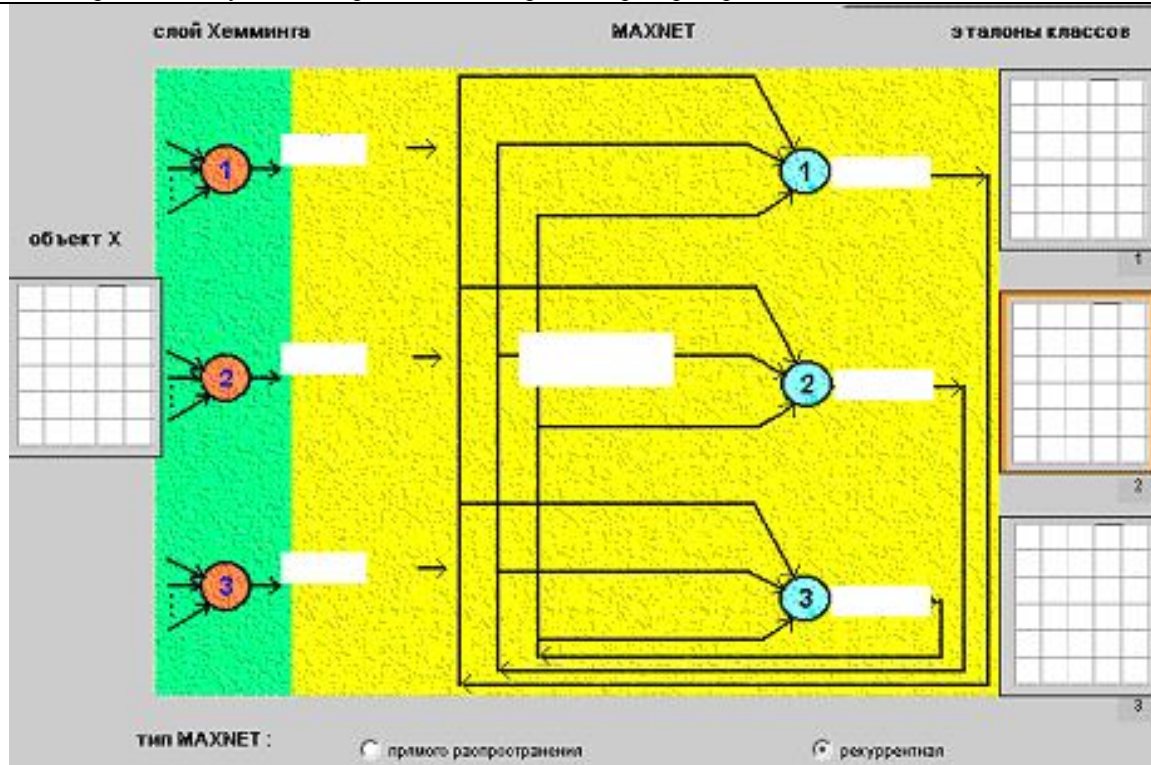 слой Хемминга
MAXNET
эталоны классов
1
1
объект X
1
2
2
2
3
3
3
тип MAXNET :
прямого распространения
рекуррентная